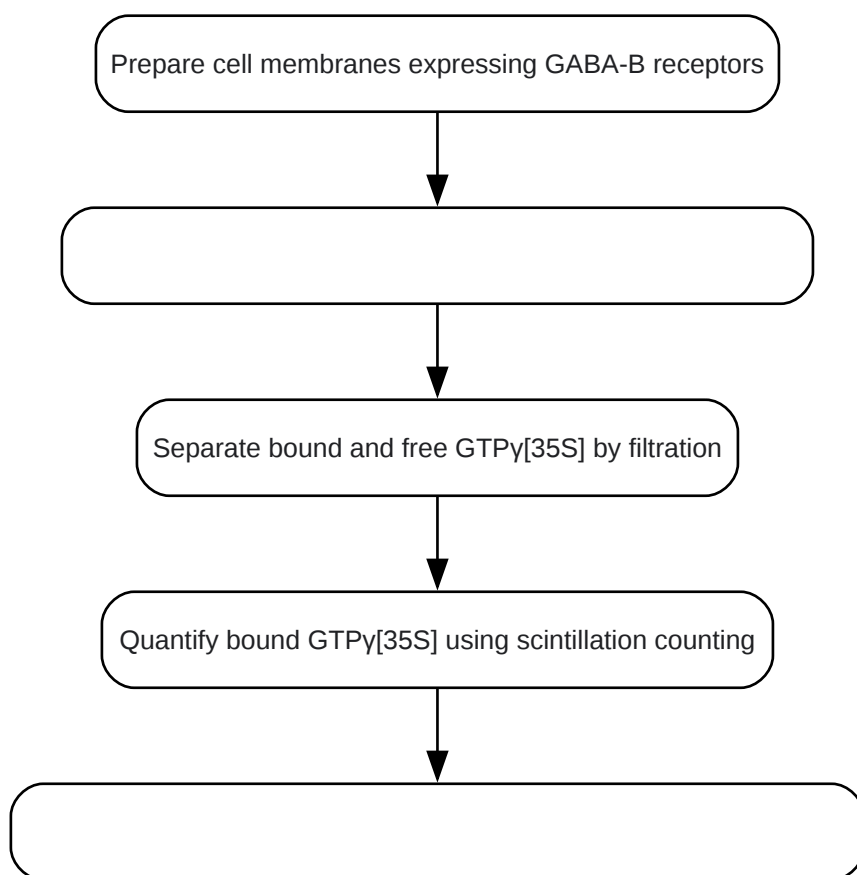 Prepare cell membranes expressing GABA-B receptors
Separate bound and free GTPγ[35S] by filtration
Quantify bound GTPγ[35S] using scintillation counting